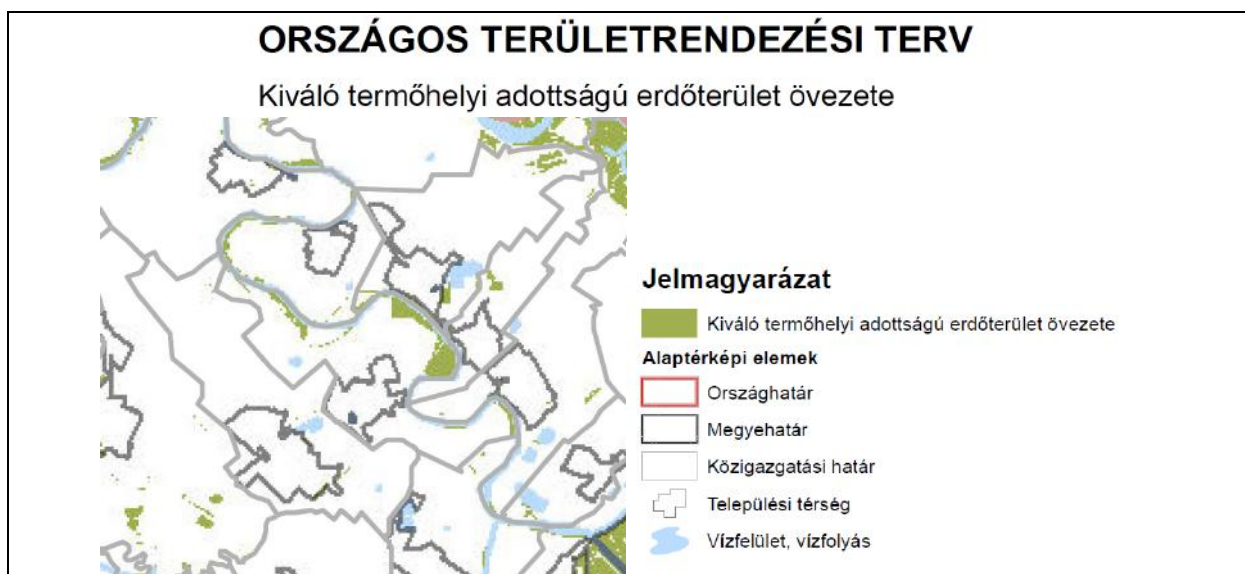 ORSZÁGOS TERÜLETRENDEZÉSI TERV
Kiváló termőhelyi adottságú erdőterület övezete
Jelmagyarázat
Kiváló termőhelyi adottságú erdőterület övezete
Alaptérképi elemek
Országhatár
Megyehatár
Közigazgatási határ
Települési térség
Vízfelület, vízfolyás